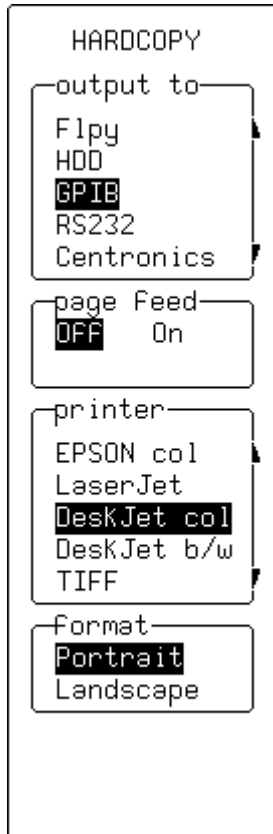 HARDCOPY
output to
Flpy
HDD
GPIB
RS232
Centronics
page Feed
OFF On
printer
EPSON col
LaserJet
DesKJet col
DesKJet b/w
TIFF
Format
Portrait
Landscape